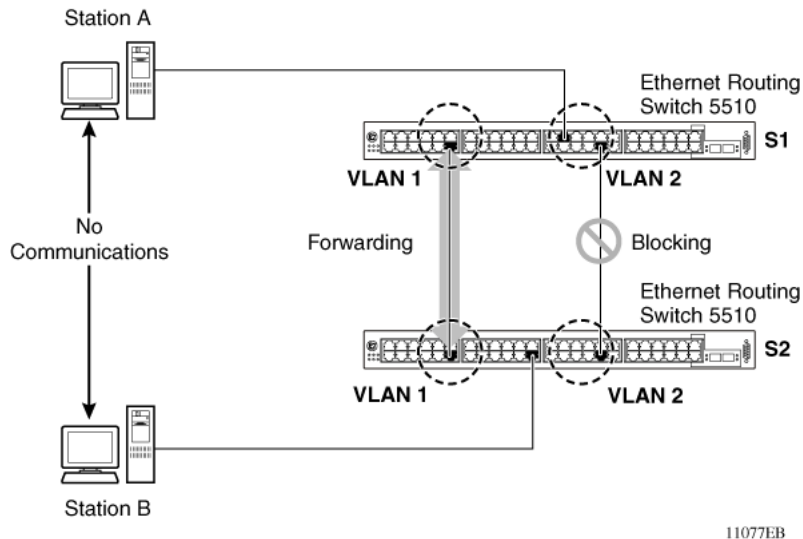 Station A
Ethernet Routing
Switch 5510
S1
VLAN 1
VLAN 2
No
Communications
Forwarding
Blocking
Ethernet Routing
Switch 5510
S2
VLAN 1
VLAN 2
Station B
11077EB